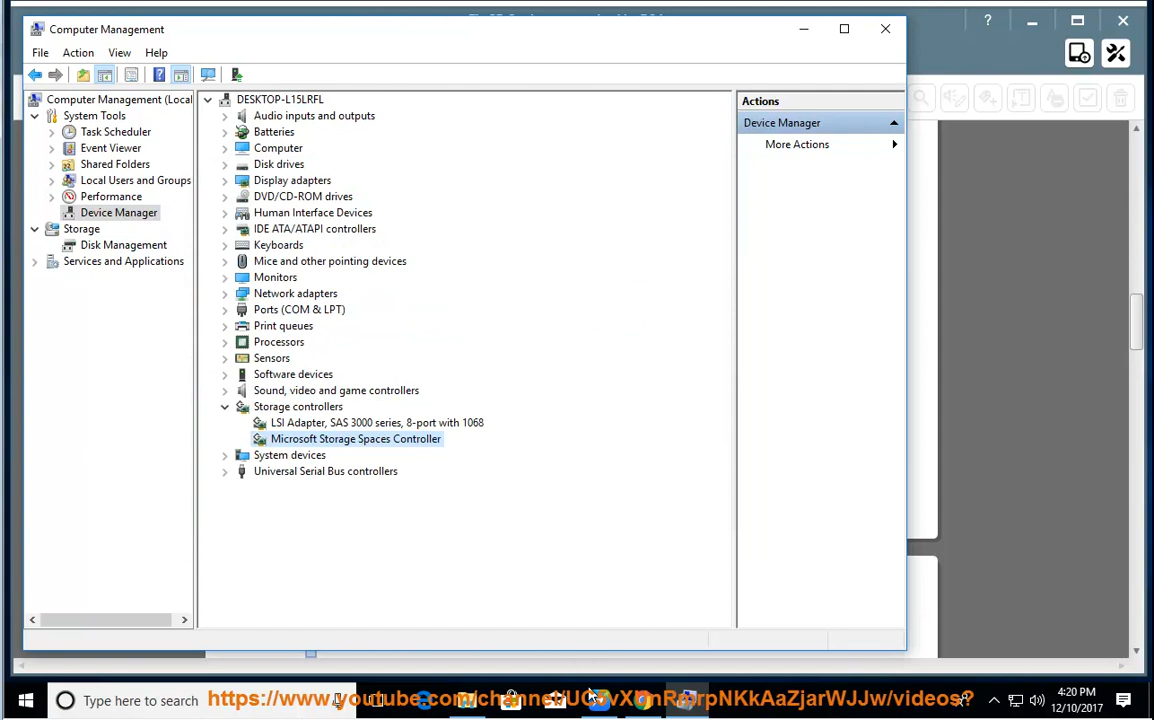 Computer Management
File Action View Help
Computer Management (Local
System Tools
Task Scheduler
Event Viewer
Shared Folders
Local Users and Groups
Performance
Device Manager
Storage
Disk Management
Services and Applications
DESKTOP-L15LRFL
Audio inputs and outputs
Batteries
Computer
Disk drives
Display adapters
DVD/CD-ROM drives
Human Interface Devices
IDE ATA/ATAPI controllers
Keyboards
Mice and other pointing devices
Monitors
Network adapters
Ports (COM & LPT)
Print queues
Processors
Sensors
Software devices
Sound, video and game controllers
Storage controllers
LSI Adapter, SAS 3000 series, 8-port with 1068
Microsoft Storage Spaces Controller
System devices
Universal Serial Bus controllers
Actions
Device Manager
More Actions
Type here to search
4:20 PM
12/10/2017